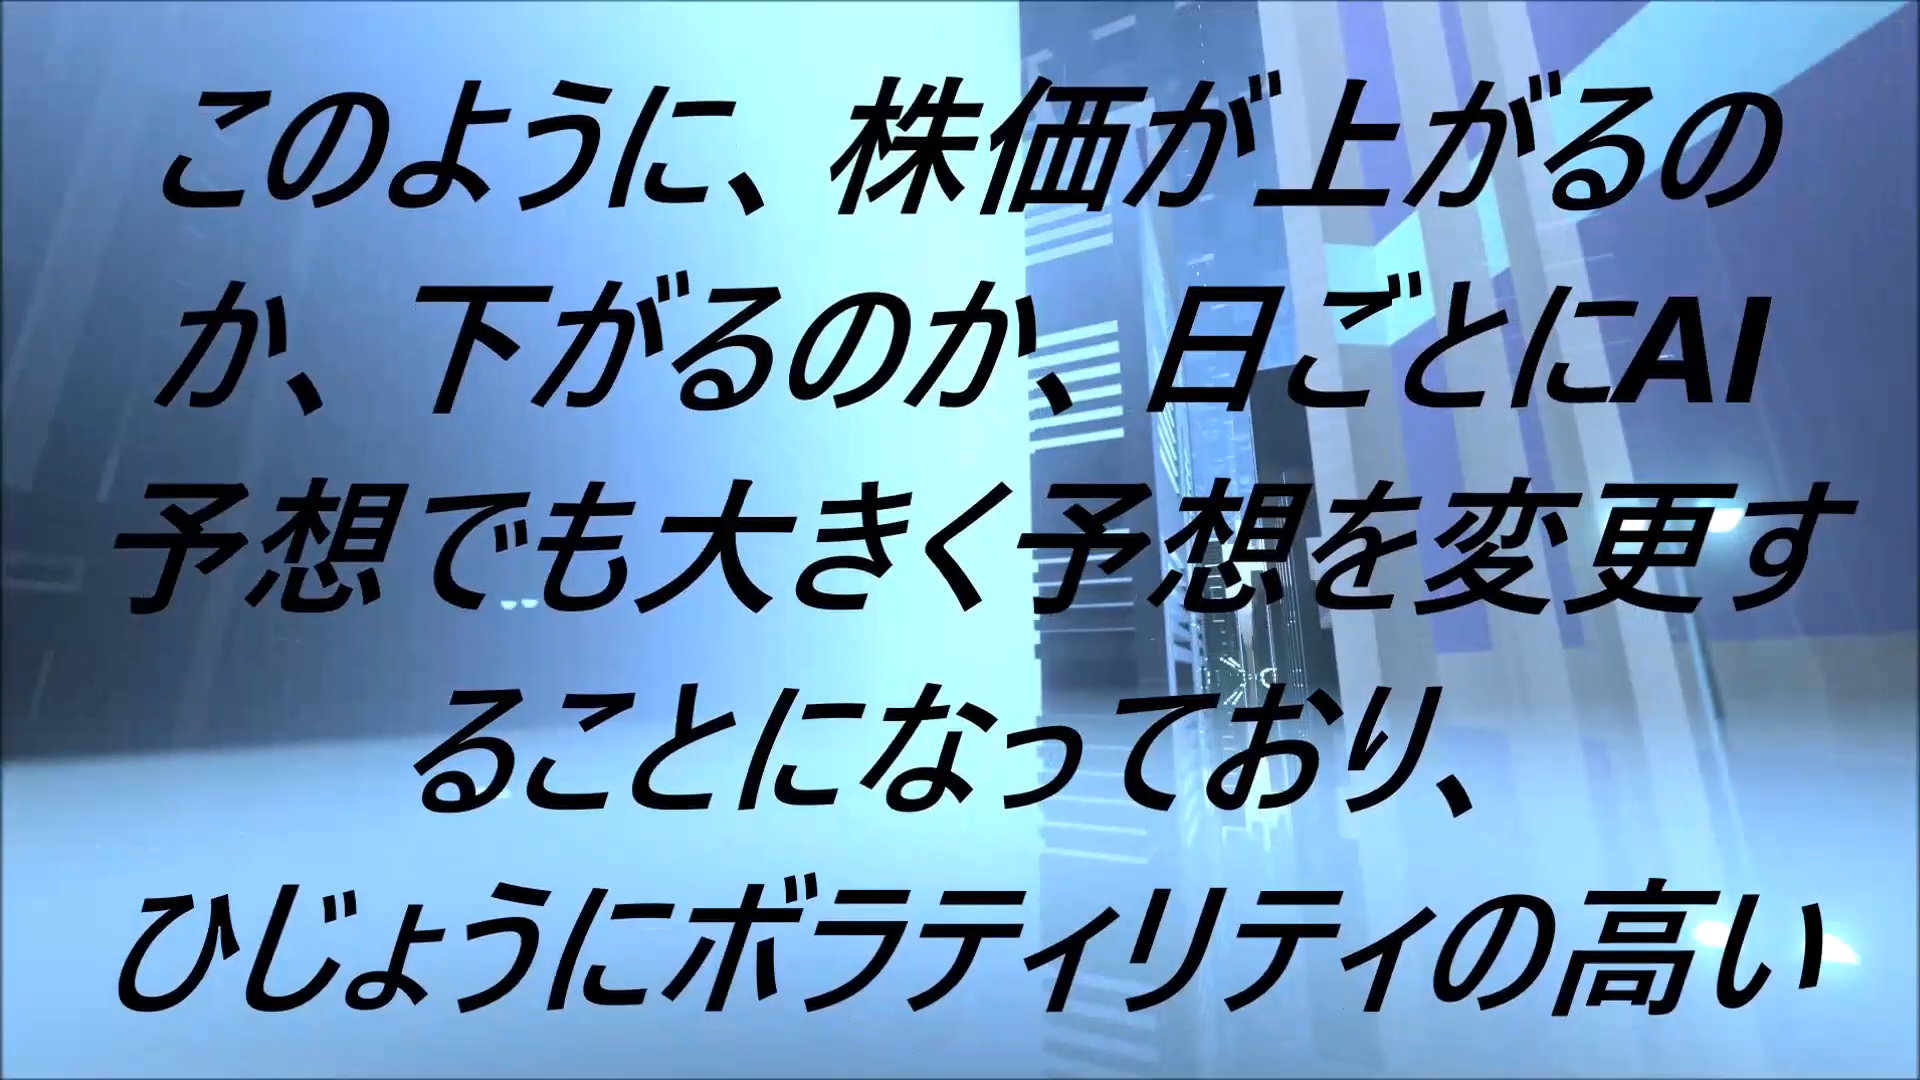 このように、株価が上がるの
か、下がるのか、日ごとにAI
予想でも大きく予想を変更す
ることになっており、
ひじょうにボラティリティの高い